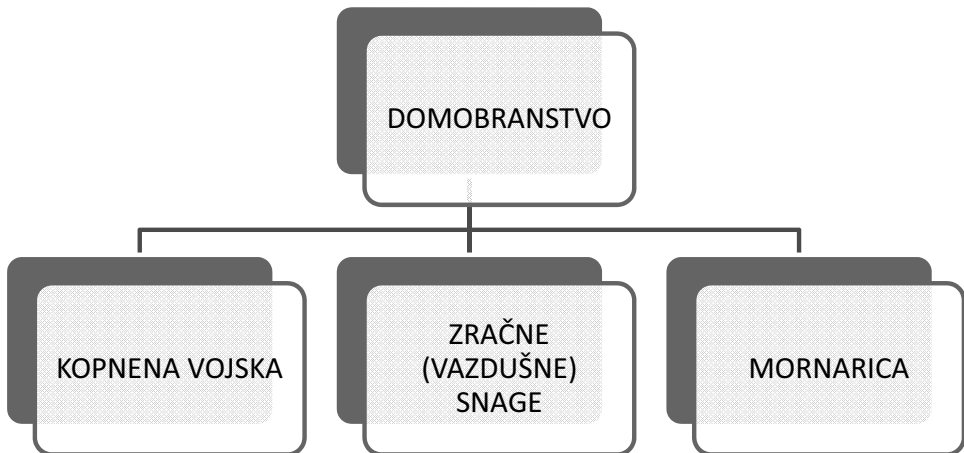 DOMOBRANSTVO
KOPNENA VOJSKA
ZRAČNE
(VAZDUŠNE)
SNAGE
MORNARICA